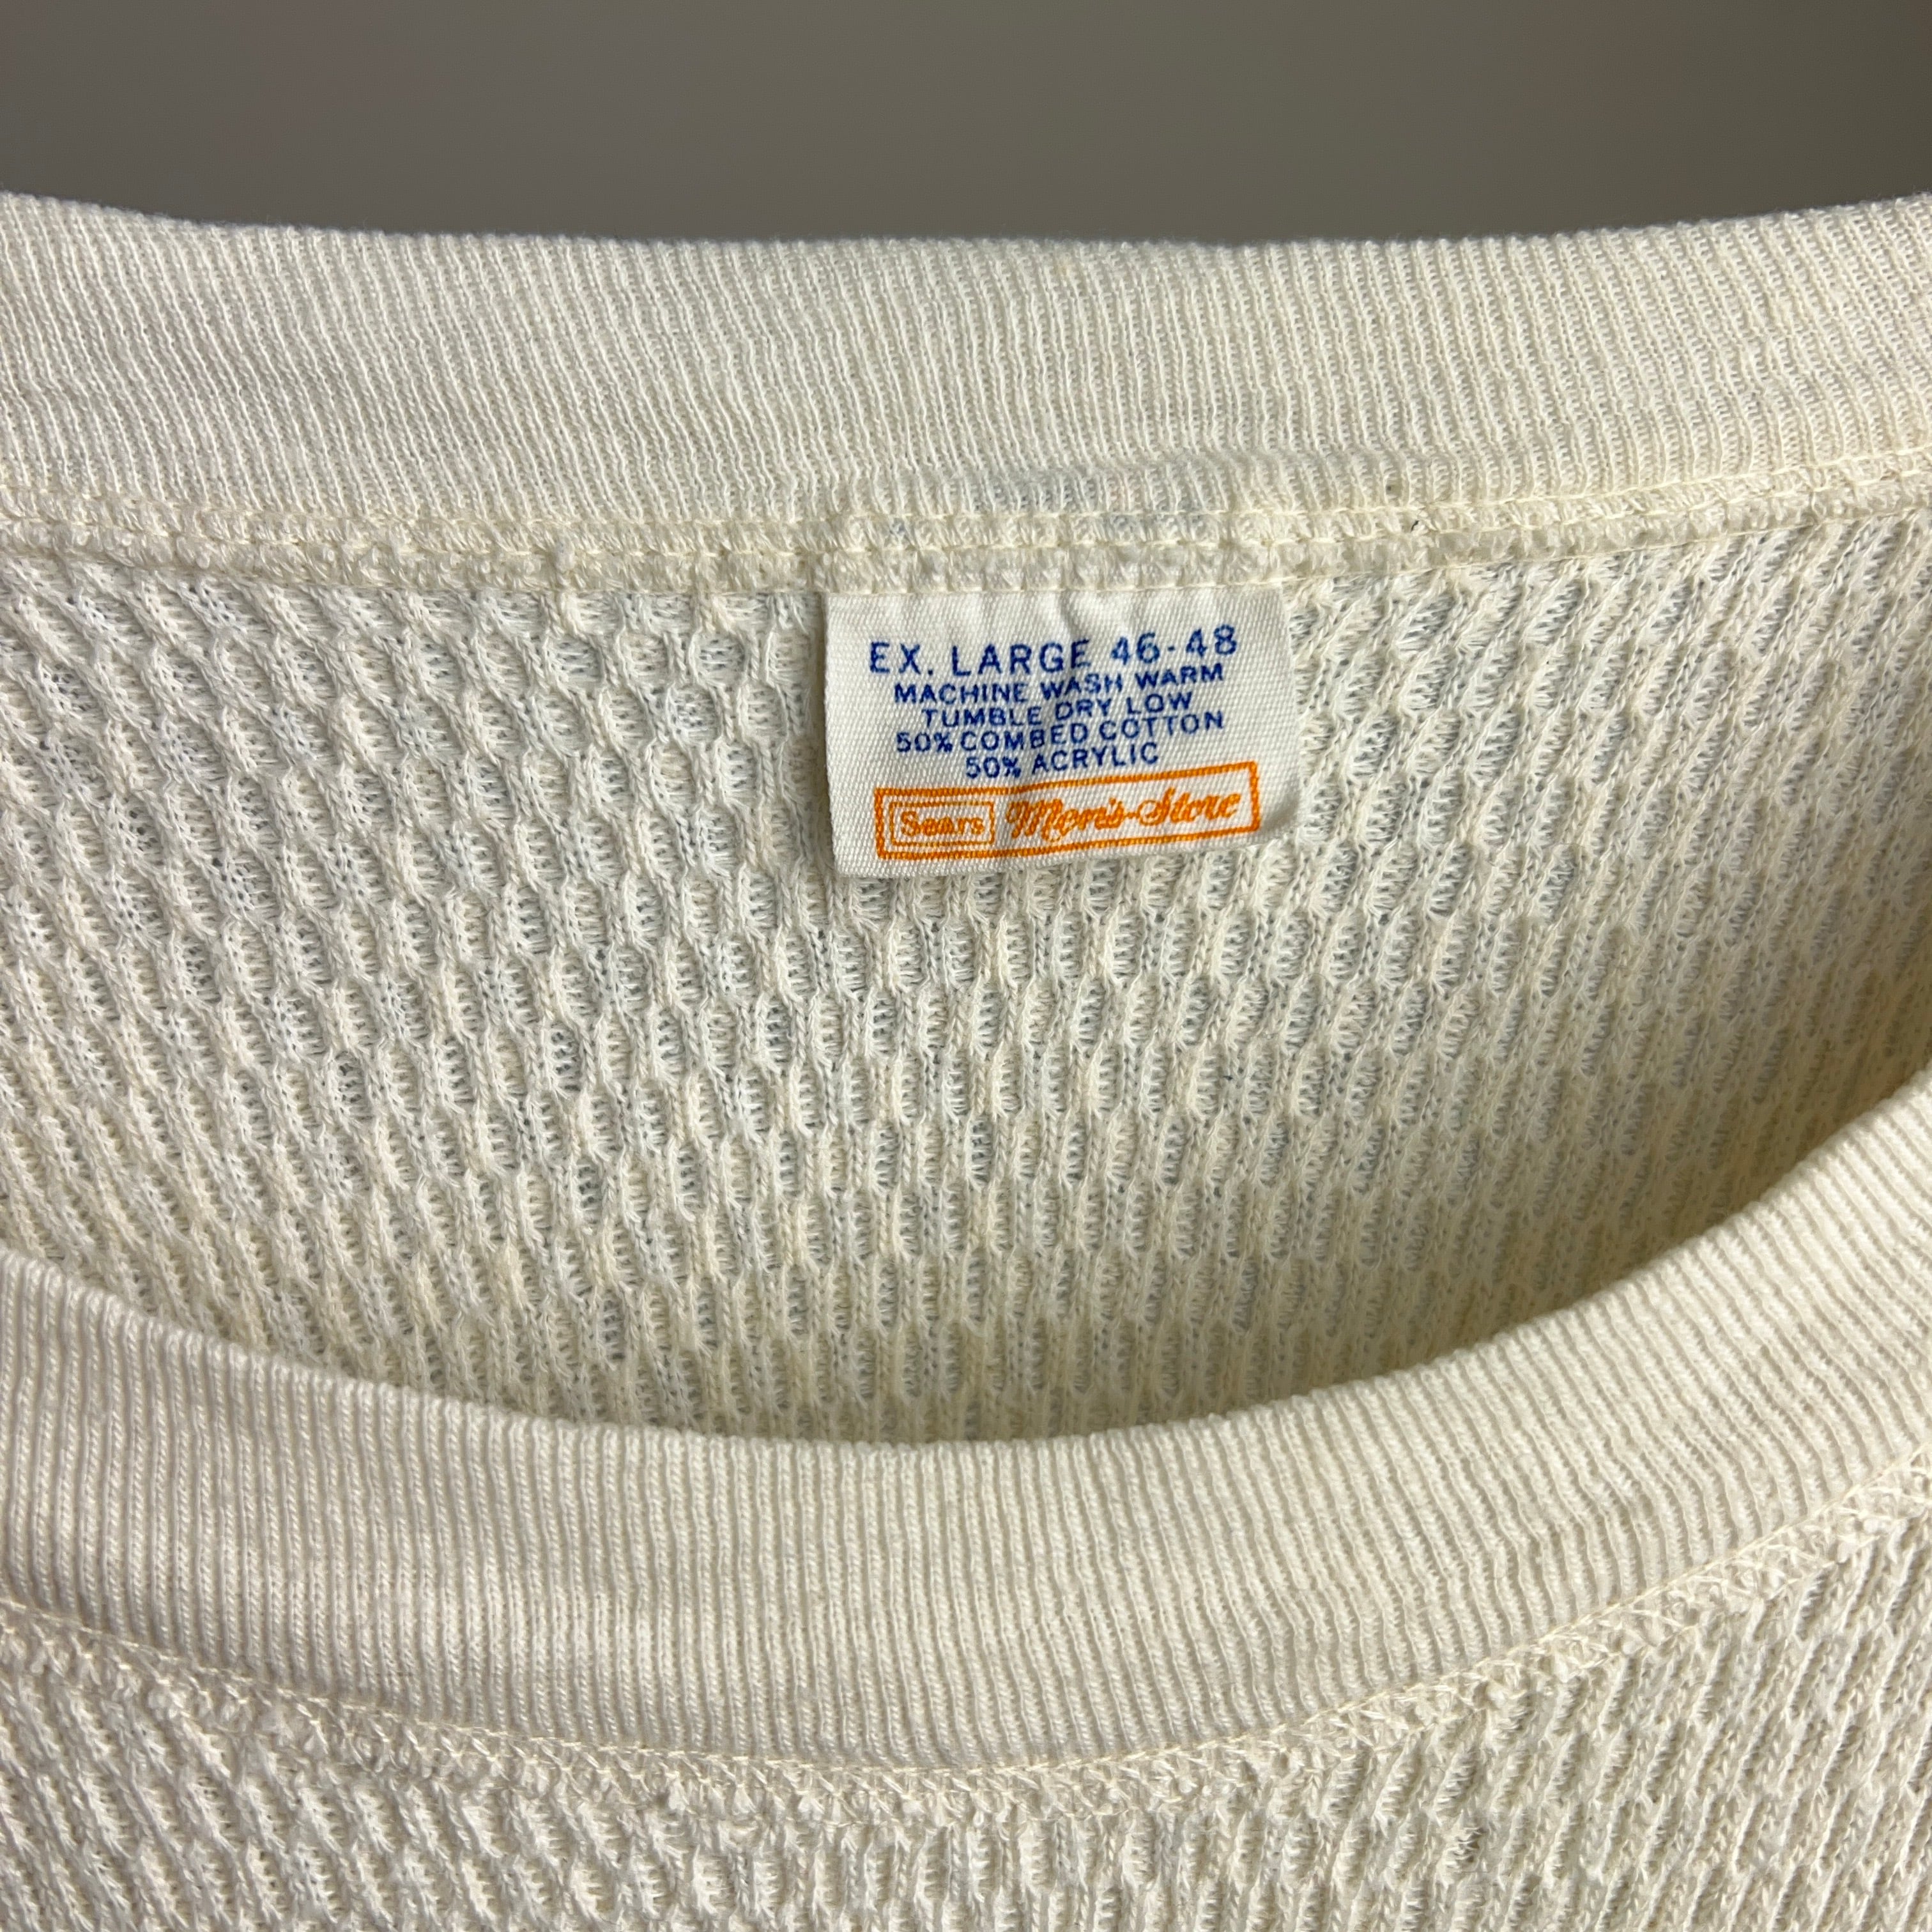 EX. LARGE 46-48
MACHINE WASH WARM
TUMBLE DRY LOW
50% COMBED COTTON
50% ACRYLIC
Sears Men's-Store